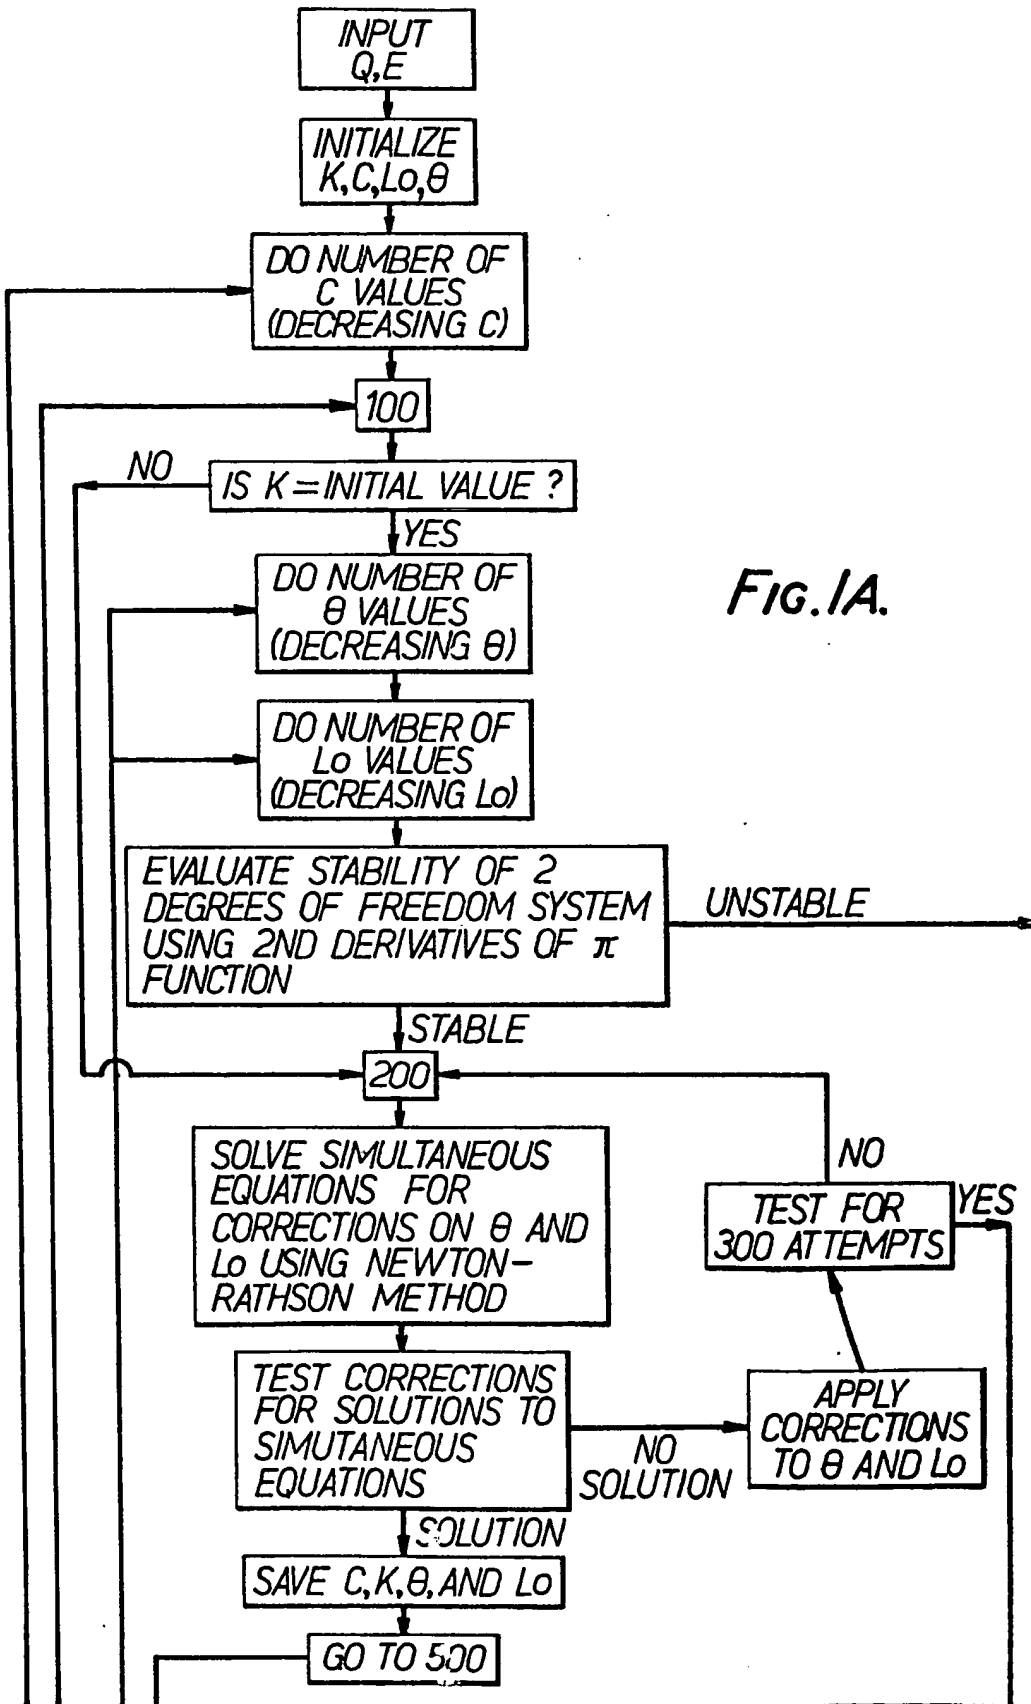 INPUT
Q,E
INITIALIZE
K,C,Lo,θ
DO NUMBER OF
C VALUES
(DECREASING C)
100
NO
IS K=INITIAL VALUE ?
YES
DO NUMBER OF
θ VALUES
(DECREASING θ)
FIG.1A.
DO NUMBER OF
Lo VALUES
(DECREASING Lo)
EVALUATE STABILITY OF 2
DEGREES OF FREEDOM SYSTEM
USING 2ND DERIVATIVES OF π
FUNCTION
UNSTABLE
STABLE
200
SOLVE SIMULTANEOUS
EQUATIONS FOR
CORRECTIONS ON θ AND
Lo USING NEWTON-
RATHSON METHOD
NO
TEST FOR
300 ATTEMPTS
YES
TEST CORRECTIONS
FOR SOLUTIONS TO
SIMUTANEOUS
EQUATIONS
NO
SOLUTION
APPLY
CORRECTIONS
TO θ AND Lo
SOLUTION
SAVE C,K,θ,AND Lo
GO TO 500